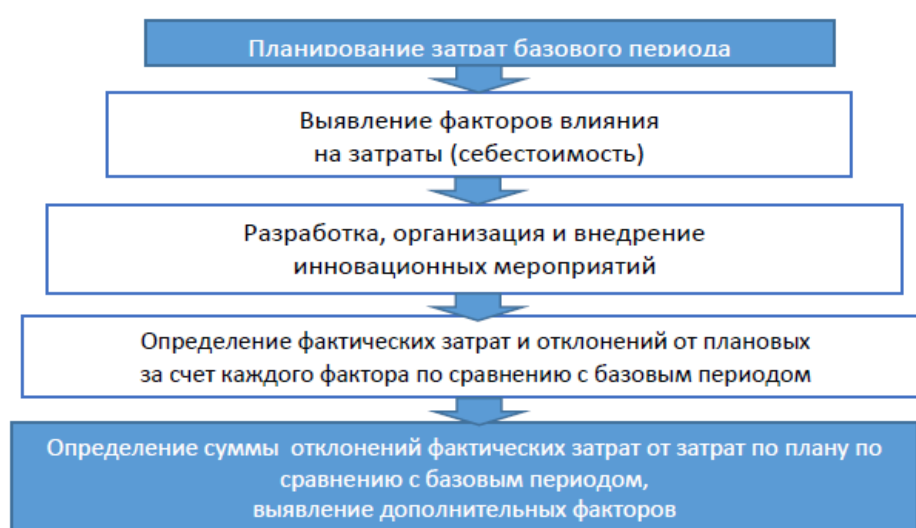 Планирование затрат базового периода
Выявление факторов влияния
на затраты (себестоимость)
Разработка, организация и внедрение
инновационных мероприятий
Определение фактических затрат и отклонений от плановых
за счет каждого фактора по сравнению с базовым периодом
Определение суммы отклонений фактических затрат от затрат по плану по
сравнению с базовым периодом,
выявление дополнительных факторов